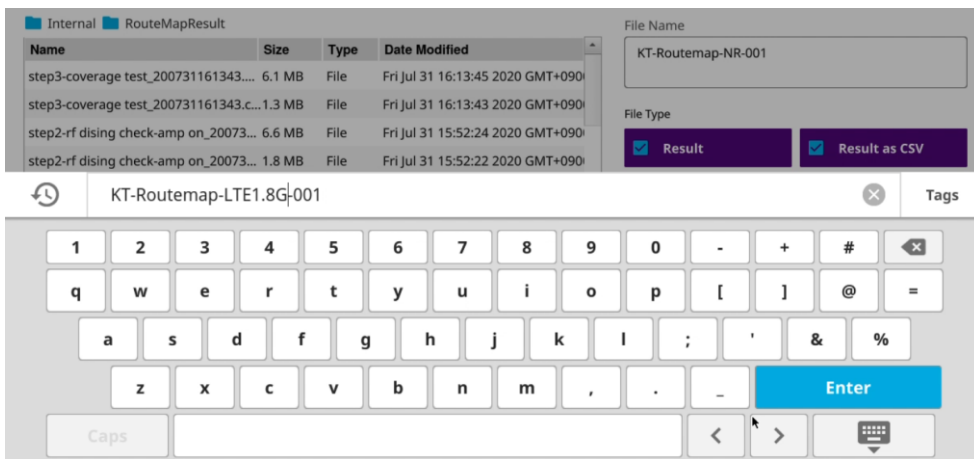 Internal RouteMapResult
File Name
Name Size Type Date Modified
KT-Routemap-NR-001
step3-coverage test_200731161343.... 6.1 MB File Fri Jul 31 16:13:45 2020 GMT+090
step3-coverage test_200731161343.c... 1.3 MB File Fri Jul 31 16:13:43 2020 GMT+090
File Type
step2-rf dising check-amp on_20073... 6.6 MB File Fri Jul 31 15:52:24 2020 GMT+090
Result Result as CSV
step2-rf dising check-amp on_20073... 1.8 MB File Fri Jul 31 15:52:22 2020 GMT+090
KT-Routemap-LTE1.8G-001 Tags
1 2 3 4 5 6 7 8 9 0 - + #
q w e r t y u i o p [ ] @ =
a s d f g h j k l ; ' & %
z x c v b n m , . _ Enter
Caps < >